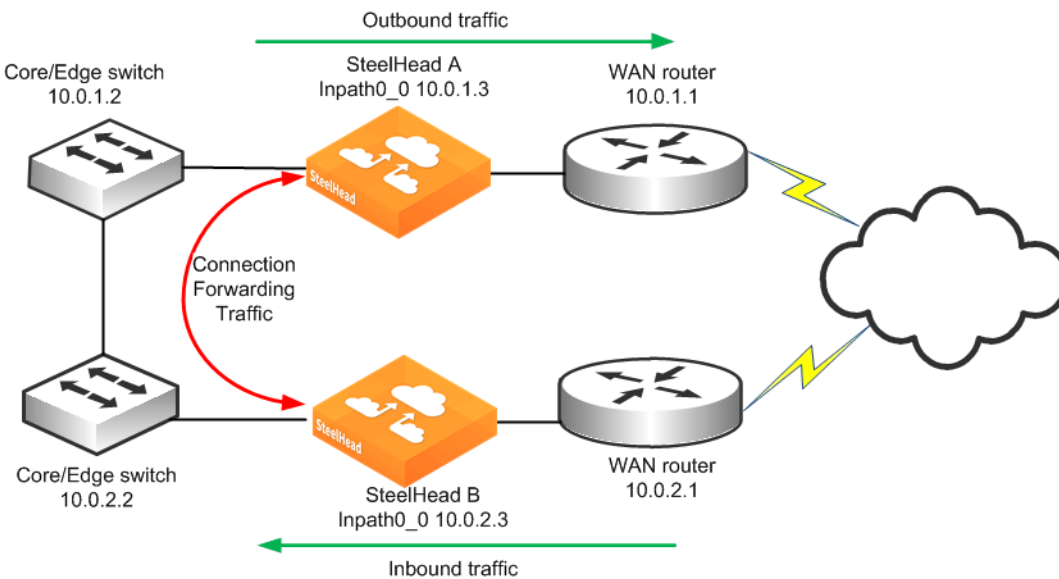 Outbound traffic
Core/Edge switch
10.0.1.2
SteelHead A
Inpath0_0 10.0.1.3
WAN router
10.0.1.1
SteelHead
Connection
Forwarding
Traffic
SteelHead
Core/Edge switch
10.0.2.2
SteelHead B
Inpath0_0 10.0.2.3
WAN router
10.0.2.1
Inbound traffic